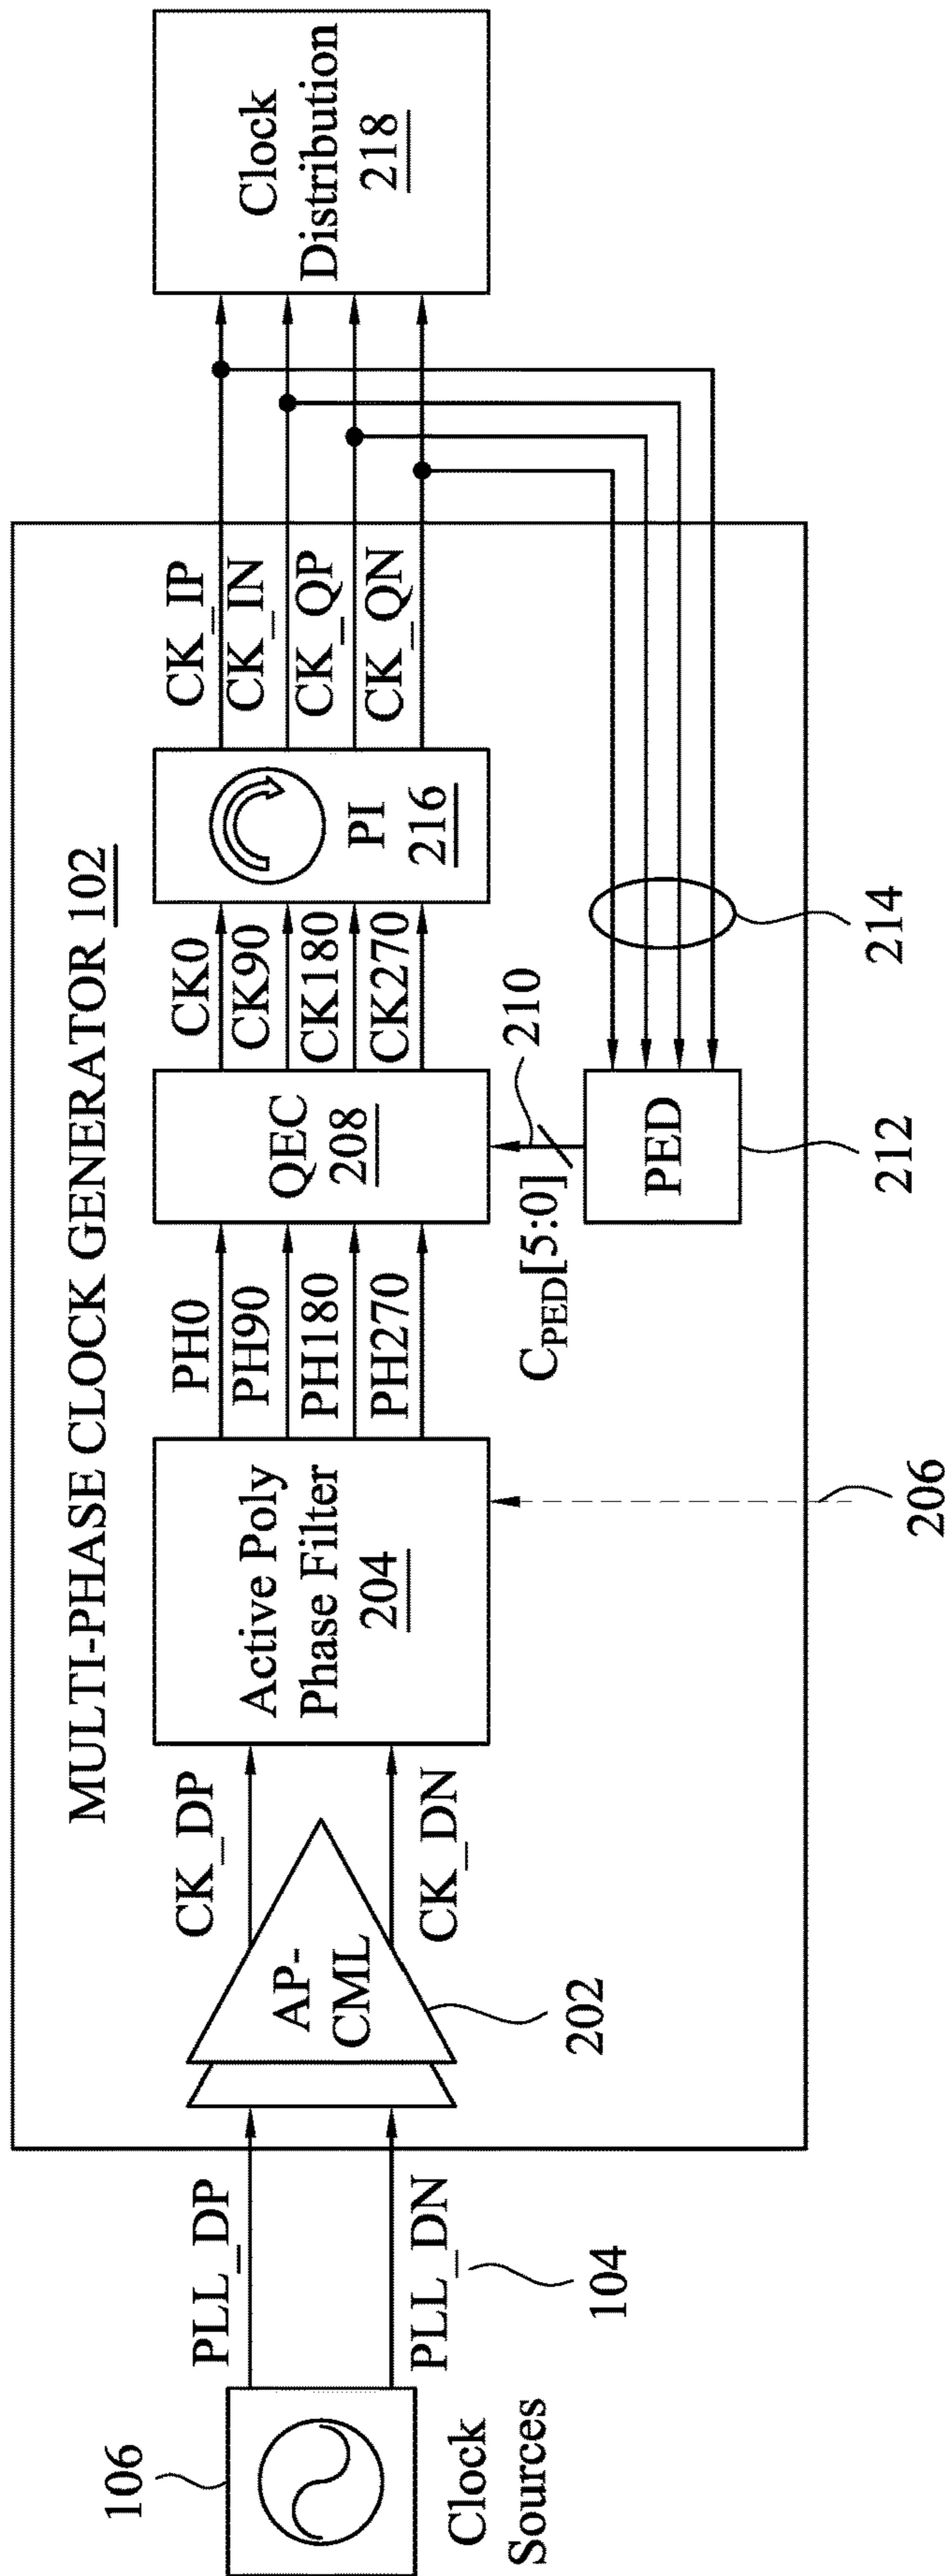 MULTI-PHASE CLOCK GENERATOR 102
106
Clock
Sources
PLL_DP
PLL_DN
104
AP-
CML
202
CK_DP
CK_DN
Active Poly
Phase Filter
204
206
PH0
PH90
PH180
PH270
QEC
208
C_PED[5:0]
210
PED
212
CK0
CK90
CK180
CK270
PI
216
214
CK_IP
CK_IN
CK_QP
CK_QN
Clock
Distribution
218